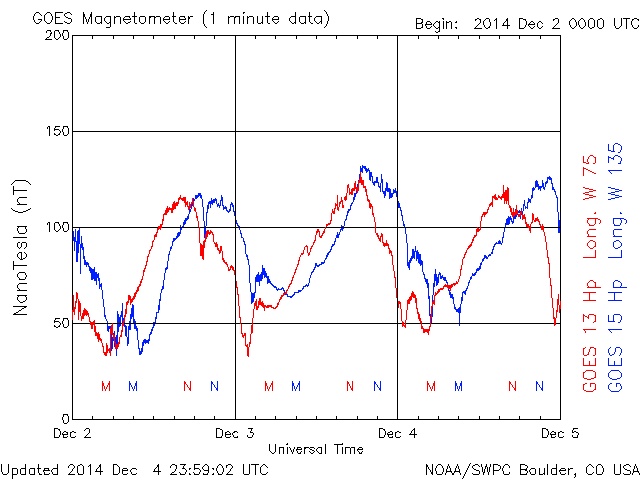 GOES Magnetometer (1 minute data)
Begin: 2014 Dec 2 0000 UTC
200
150
100
50
0
NanoTesla (nT)
M M N N M M N N M M N N
Dec 2 Dec 3 Dec 4 Dec 5
Universal Time
GOES 13 Hp Long. W 75
GOES 15 Hp Long. W 135
Updated 2014 Dec 4 23:59:02 UTC
NOAA/SWPC Boulder, CO USA